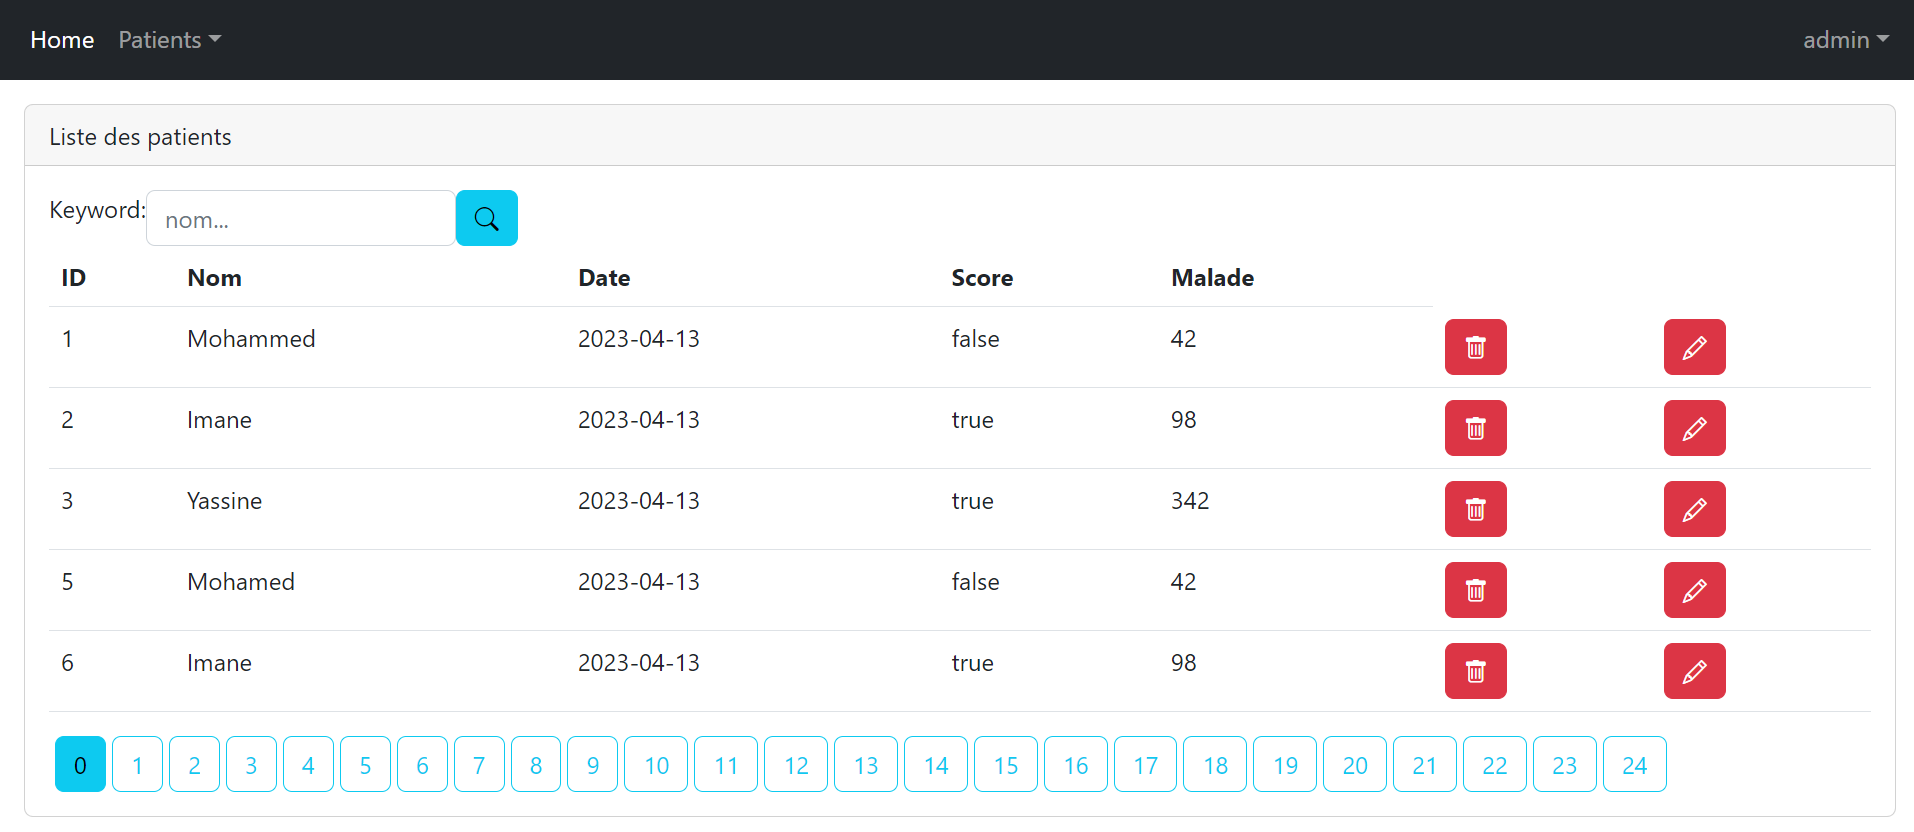 Home Patients admin
Liste des patients
Keyword: nom...
ID Nom Date Score Malade
1 Mohammed 2023-04-13 false 42
2 Imane 2023-04-13 true 98
3 Yassine 2023-04-13 true 342
5 Mohamed 2023-04-13 false 42
6 Imane 2023-04-13 true 98
0 1 2 3 4 5 6 7 8 9 10 11 12 13 14 15 16 17 18 19 20 21 22 23 24